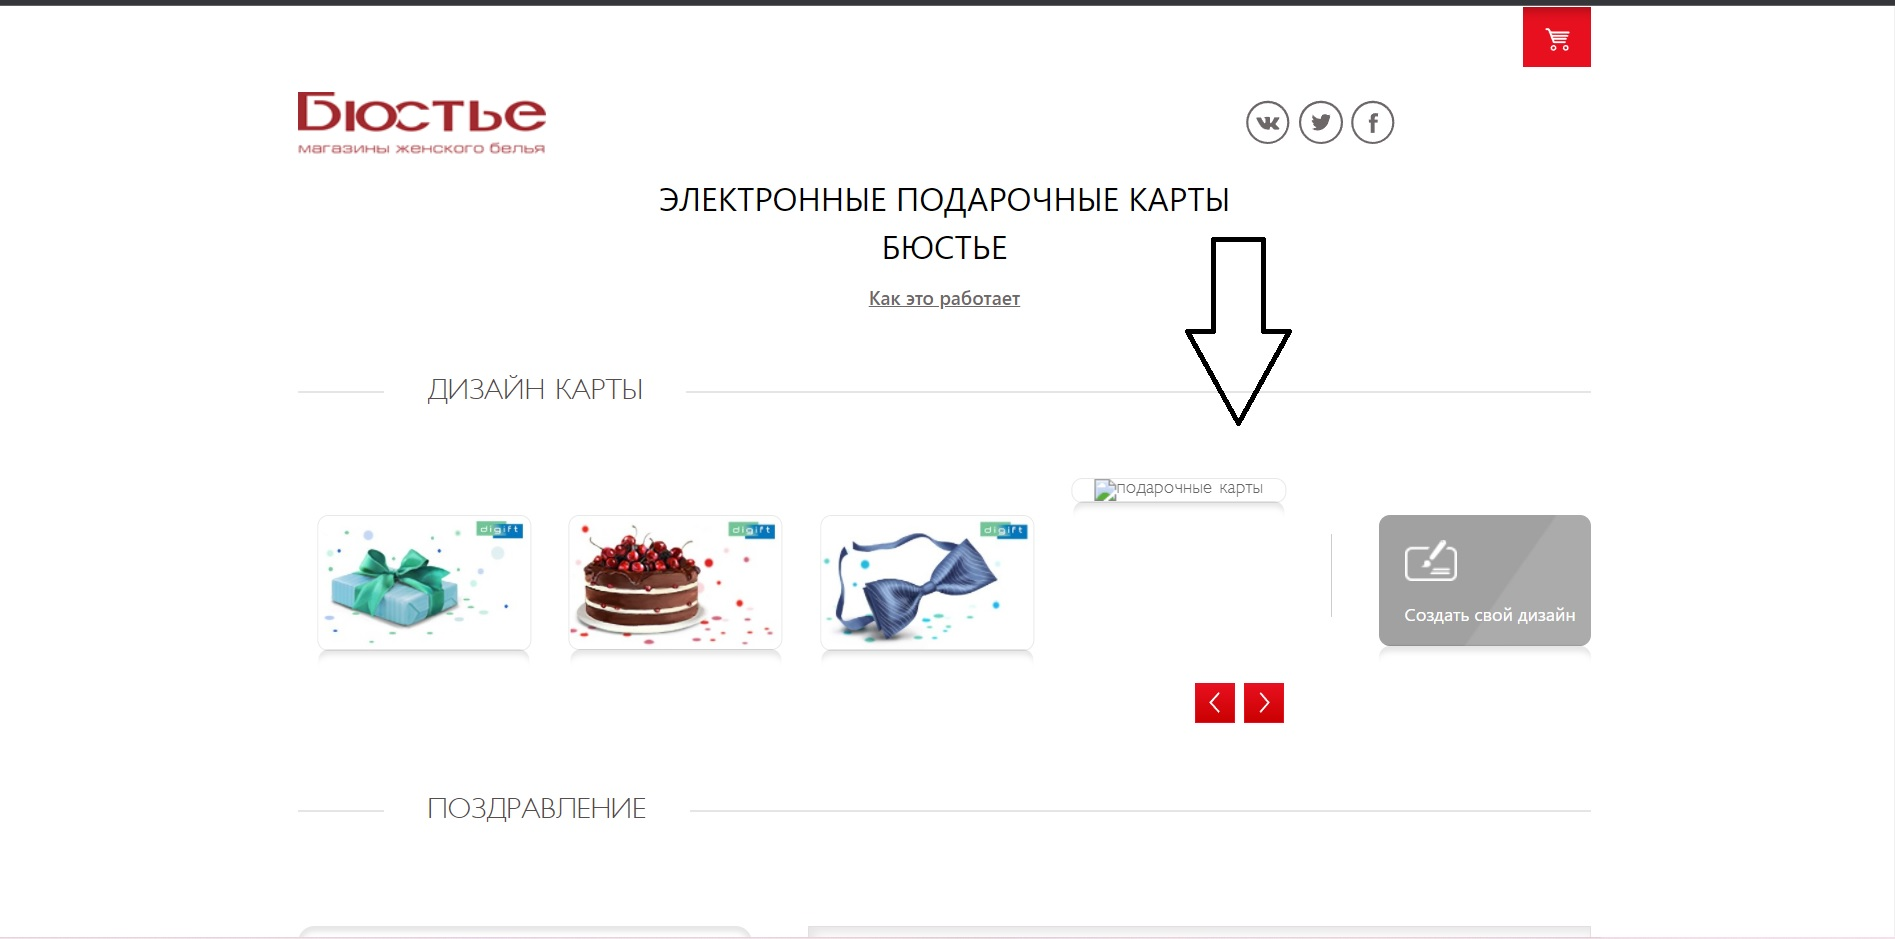 Бюстье
магазины женского белья
ЭЛЕКТРОННЫЕ ПОДАРОЧНЫЕ КАРТЫ
БЮСТЬЕ
Как это работает
ДИЗАЙН КАРТЫ
digift
digift
digift
подарочные карты
Создать свой дизайн
ПОЗДРАВЛЕНИЕ